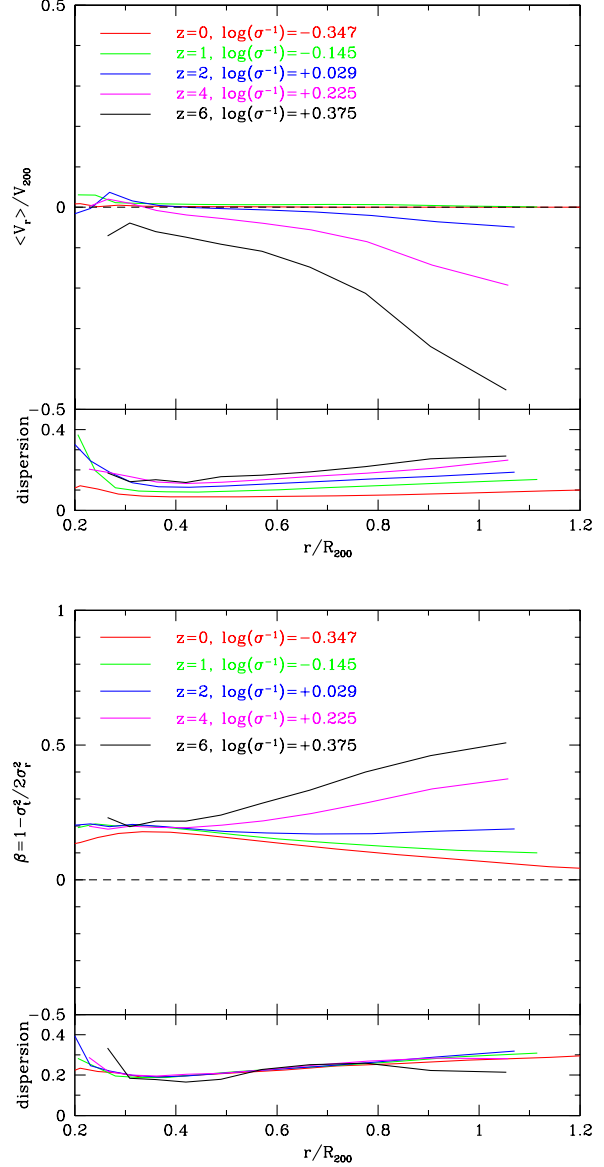 0.5
z=0, log(σ⁻¹)=−0.347
z=1, log(σ⁻¹)=−0.145
z=2, log(σ⁻¹)=+0.029
z=4, log(σ⁻¹)=+0.225
z=6, log(σ⁻¹)=+0.375
<V_r>/V_200
0
−0.5
0.4
dispersion
0.2
0
0.2 0.4 0.6 0.8 1 1.2
r/R_200
1
z=0, log(σ⁻¹)=−0.347
z=1, log(σ⁻¹)=−0.145
z=2, log(σ⁻¹)=+0.029
z=4, log(σ⁻¹)=+0.225
z=6, log(σ⁻¹)=+0.375
0.5
β=1−σ_t²/2σ_r²
0
−0.5
0.4
dispersion
0.2
0
0.2 0.4 0.6 0.8 1 1.2
r/R_200